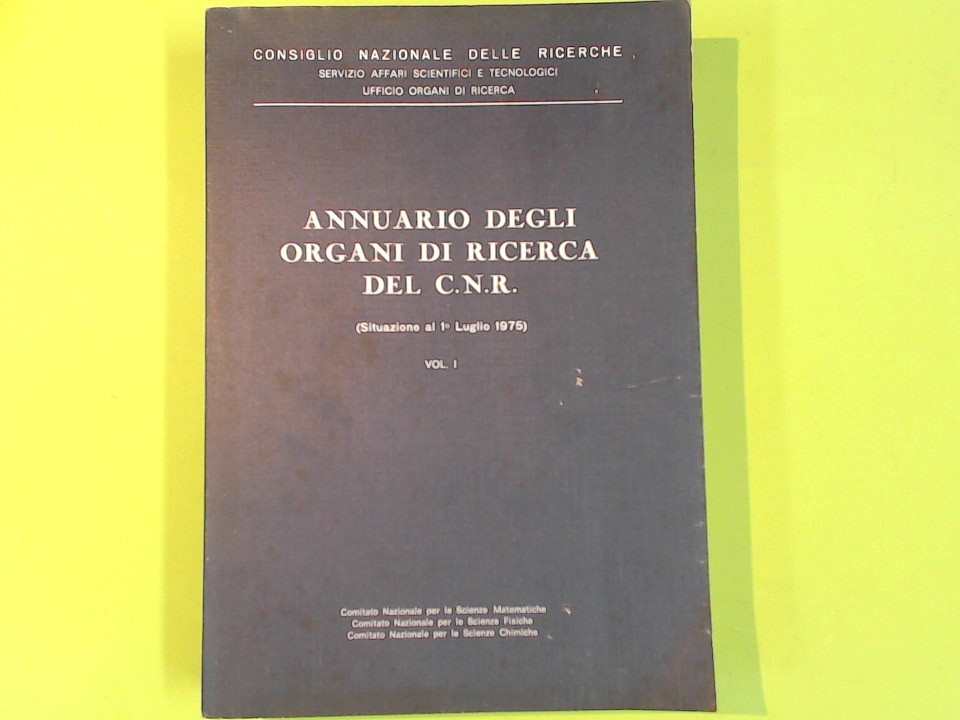 CONSIGLIO NAZIONALE DELLE RICERCHE
SERVIZIO AFFARI SCIENTIFICI E TECNOLOGICI
UFFICIO ORGANI DI RICERCA
ANNUARIO DEGLI
ORGANI DI RICERCA
DEL C.N.R.
(Situazione al 1º Luglio 1975)
VOL. I
Comitato Nazionale per le Scienze Matematiche
Comitato Nazionale per le Scienze Fisiche
Comitato Nazionale per le Scienze Chimiche